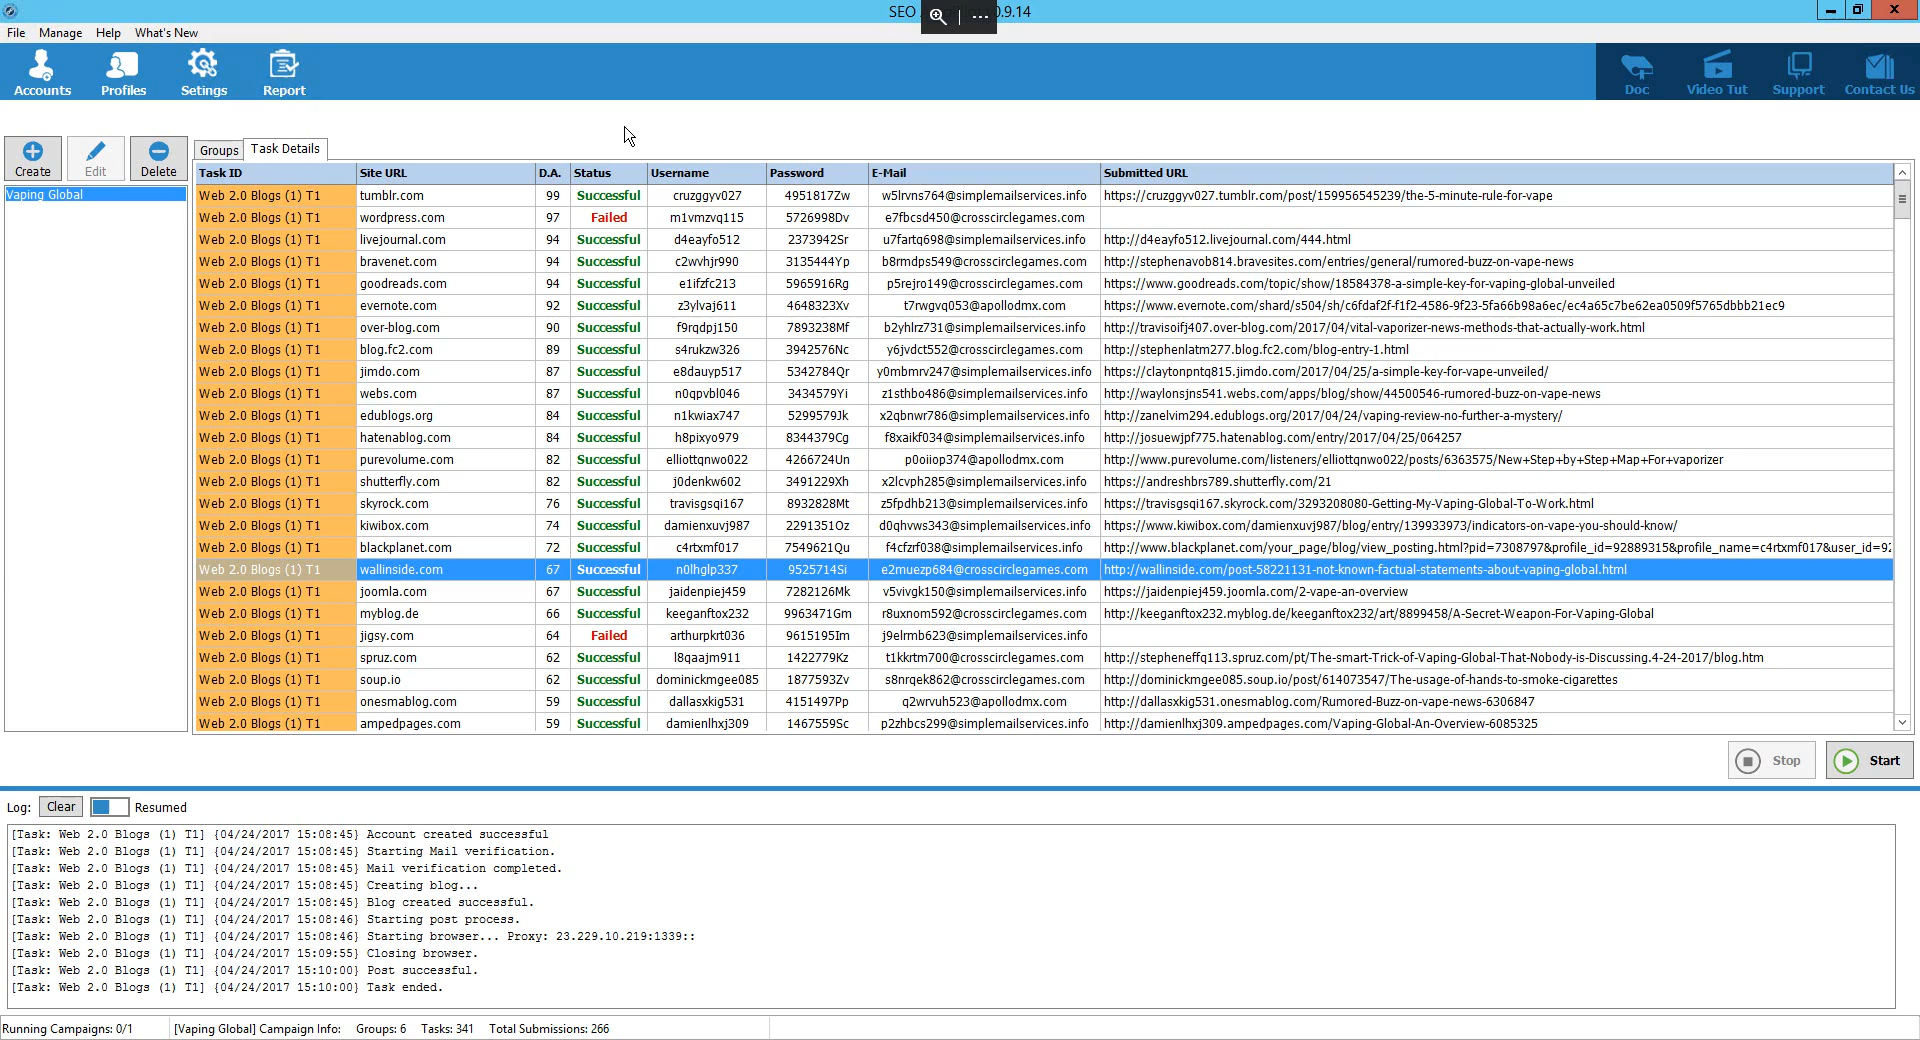 SEO v0.9.14
File Manage Help What's New
Accounts Profiles Setings Report Doc Video Tut Support Contact Us
Create Edit Delete Groups Task Details
Vaping Global
Task ID Site URL D.A. Status Username Password E-Mail Submitted URL
Web 2.0 Blogs (1) T1 tumblr.com 99 Successful cruzggyv027 4951817Zw w5lrvns764@simplemailservices.info https://cruzggyv027.tumblr.com/post/159956545239/the-5-minute-rule-for-vape
Web 2.0 Blogs (1) T1 wordpress.com 97 Failed m1vmzvq115 5726998Dv e7fbcsd450@crosscirclegames.com
Web 2.0 Blogs (1) T1 livejournal.com 94 Successful d4eayfo512 2373942Sr u7fartq698@simplemailservices.info http://d4eayfo512.livejournal.com/444.html
Web 2.0 Blogs (1) T1 bravenet.com 94 Successful c2wvhjr990 3135444Yp b8rmdps549@crosscirclegames.com http://stephenavob814.bravesites.com/entries/general/rumored-buzz-on-vape-news
Web 2.0 Blogs (1) T1 goodreads.com 94 Successful e1ifzfc213 5965916Rg p5rejro149@crosscirclegames.com https://www.goodreads.com/topic/show/18584378-a-simple-key-for-vaping-global-unveiled
Web 2.0 Blogs (1) T1 evernote.com 92 Successful z3ylvaj611 4648323Xv t7rwgvq053@apollodmx.com https://www.evernote.com/shard/s504/sh/c6fdaf2f-f1f2-4586-9f23-5fa66b98a6ec/ec4a65c7be62ea0509f5765dbbb21ec9
Web 2.0 Blogs (1) T1 over-blog.com 90 Successful f9rqdpj150 7893238Mf b2yhlrz731@simplemailservices.info http://travisoifj407.over-blog.com/2017/04/vital-vaporizer-news-methods-that-actually-work.html
Web 2.0 Blogs (1) T1 blog.fc2.com 89 Successful s4rukzw326 3942576Nc y6jvdct552@crosscirclegames.com http://stephenlatm277.blog.fc2.com/blog-entry-1.html
Web 2.0 Blogs (1) T1 jimdo.com 87 Successful e8dauyp517 5342784Qr y0mbmrv247@simplemailservices.info https://claytonpntq815.jimdo.com/2017/04/25/a-simple-key-for-vape-unveiled/
Web 2.0 Blogs (1) T1 webs.com 87 Successful n0qpvbl046 3434579Yi z1sthbo486@simplemailservices.info http://waylonsjns541.webs.com/apps/blog/show/44500546-rumored-buzz-on-vape-news
Web 2.0 Blogs (1) T1 edublogs.org 84 Successful n1kwiax747 5299579Jk x2qbnwr786@simplemailservices.info http://zanelvim294.edublogs.org/2017/04/24/vaping-review-no-further-a-mystery/
Web 2.0 Blogs (1) T1 hatenablog.com 84 Successful h8pixyo979 8344379Cg f8xaikf034@simplemailservices.info http://josuewjpf775.hatenablog.com/entry/2017/04/25/064257
Web 2.0 Blogs (1) T1 purevolume.com 82 Successful elliottqnwo022 4266724Un p0oiiop374@apollodmx.com http://www.purevolume.com/listeners/elliottqnwo022/posts/6363575/New+Step+by+Step+Map+For+vaporizer
Web 2.0 Blogs (1) T1 shutterfly.com 82 Successful j0denkw602 3491229Xh x2lcvph285@simplemailservices.info https://andreshbrs789.shutterfly.com/21
Web 2.0 Blogs (1) T1 skyrock.com 76 Successful travisgsqi167 8932828Mt z5fpdhb213@simplemailservices.info https://travisgsqi167.skyrock.com/3293208080-Getting-My-Vaping-Global-To-Work.html
Web 2.0 Blogs (1) T1 kiwibox.com 74 Successful damienxuvj987 2291351Oz d0qhvws343@simplemailservices.info https://www.kiwibox.com/damienxuvj987/blog/entry/139933973/indicators-on-vape-you-should-know/
Web 2.0 Blogs (1) T1 blackplanet.com 72 Successful c4rtxmf017 7549621Qu f4cfzrf038@simplemailservices.info http://www.blackplanet.com/your_page/blog/view_posting.html?pid=7308797&profile_id=92889315&profile_name=c4rtxmf017&user_id=92
Web 2.0 Blogs (1) T1 wallinside.com 67 Successful n0lhglp337 9525714Si e2muezp684@crosscirclegames.com http://wallinside.com/post-58221131-not-known-factual-statements-about-vaping-global.html
Web 2.0 Blogs (1) T1 joomla.com 67 Successful jaidenpiej459 7282126Mk v5vivgk150@simplemailservices.info https://jaidenpiej459.joomla.com/2-vape-an-overview
Web 2.0 Blogs (1) T1 myblog.de 66 Successful keeganftox232 9963471Gm r8uxnom592@crosscirclegames.com http://keeganftox232.myblog.de/keeganftox232/art/8899458/A-Secret-Weapon-For-Vaping-Global
Web 2.0 Blogs (1) T1 jigsy.com 64 Failed arthurpkrt036 9615195Im j9elrmb623@simplemailservices.info
Web 2.0 Blogs (1) T1 spruz.com 62 Successful l8qaajm911 1422779Kz t1kkrtm700@crosscirclegames.com http://stepheneffq113.spruz.com/pt/The-smart-Trick-of-Vaping-Global-That-Nobody-is-Discussing.4-24-2017/blog.htm
Web 2.0 Blogs (1) T1 soup.io 62 Successful dominickmgee085 1877593Zv s8nrqek862@crosscirclegames.com http://dominickmgee085.soup.io/post/614073547/The-usage-of-hands-to-smoke-cigarettes
Web 2.0 Blogs (1) T1 onesmablog.com 59 Successful dallasxkig531 4151497Pp q2wrvuh523@apollodmx.com http://dallasxkig531.onesmablog.com/Rumored-Buzz-on-vape-news-6306847
Web 2.0 Blogs (1) T1 ampedpages.com 59 Successful damienlhxj309 1467559Sc p2zhbcs299@simplemailservices.info http://damienlhxj309.ampedpages.com/Vaping-Global-An-Overview-6085325
Stop Start
Log: Clear Resumed
[Task: Web 2.0 Blogs (1) T1] {04/24/2017 15:08:45} Account created successful
[Task: Web 2.0 Blogs (1) T1] {04/24/2017 15:08:45} Starting Mail verification.
[Task: Web 2.0 Blogs (1) T1] {04/24/2017 15:08:45} Mail verification completed.
[Task: Web 2.0 Blogs (1) T1] {04/24/2017 15:08:45} Creating blog...
[Task: Web 2.0 Blogs (1) T1] {04/24/2017 15:08:45} Blog created successful.
[Task: Web 2.0 Blogs (1) T1] {04/24/2017 15:08:46} Starting post process.
[Task: Web 2.0 Blogs (1) T1] {04/24/2017 15:08:46} Starting browser... Proxy: 23.229.10.219:1339::
[Task: Web 2.0 Blogs (1) T1] {04/24/2017 15:09:55} Closing browser.
[Task: Web 2.0 Blogs (1) T1] {04/24/2017 15:10:00} Post successful.
[Task: Web 2.0 Blogs (1) T1] {04/24/2017 15:10:00} Task ended.
Running Campaigns: 0/1 [Vaping Global] Campaign Info: Groups: 6 Tasks: 341 Total Submissions: 266